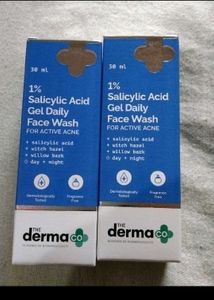 30 ml
1%
Salicylic Acid
Gel Daily
Face Wash
FOR ACTIVE ACNE
+ salicylic acid
+ witch hazel
+ willow bark
day + night
Dermatologically
Tested
Fragrance
Free
THE
derma co
30 ml
1%
Salicylic Acid
Gel Daily
Face Wash
FOR ACTIVE ACNE
+ salicylic acid
+ witch hazel
+ willow bark
day + night
Dermatologically
Tested
Fragrance
Free
THE
derma co